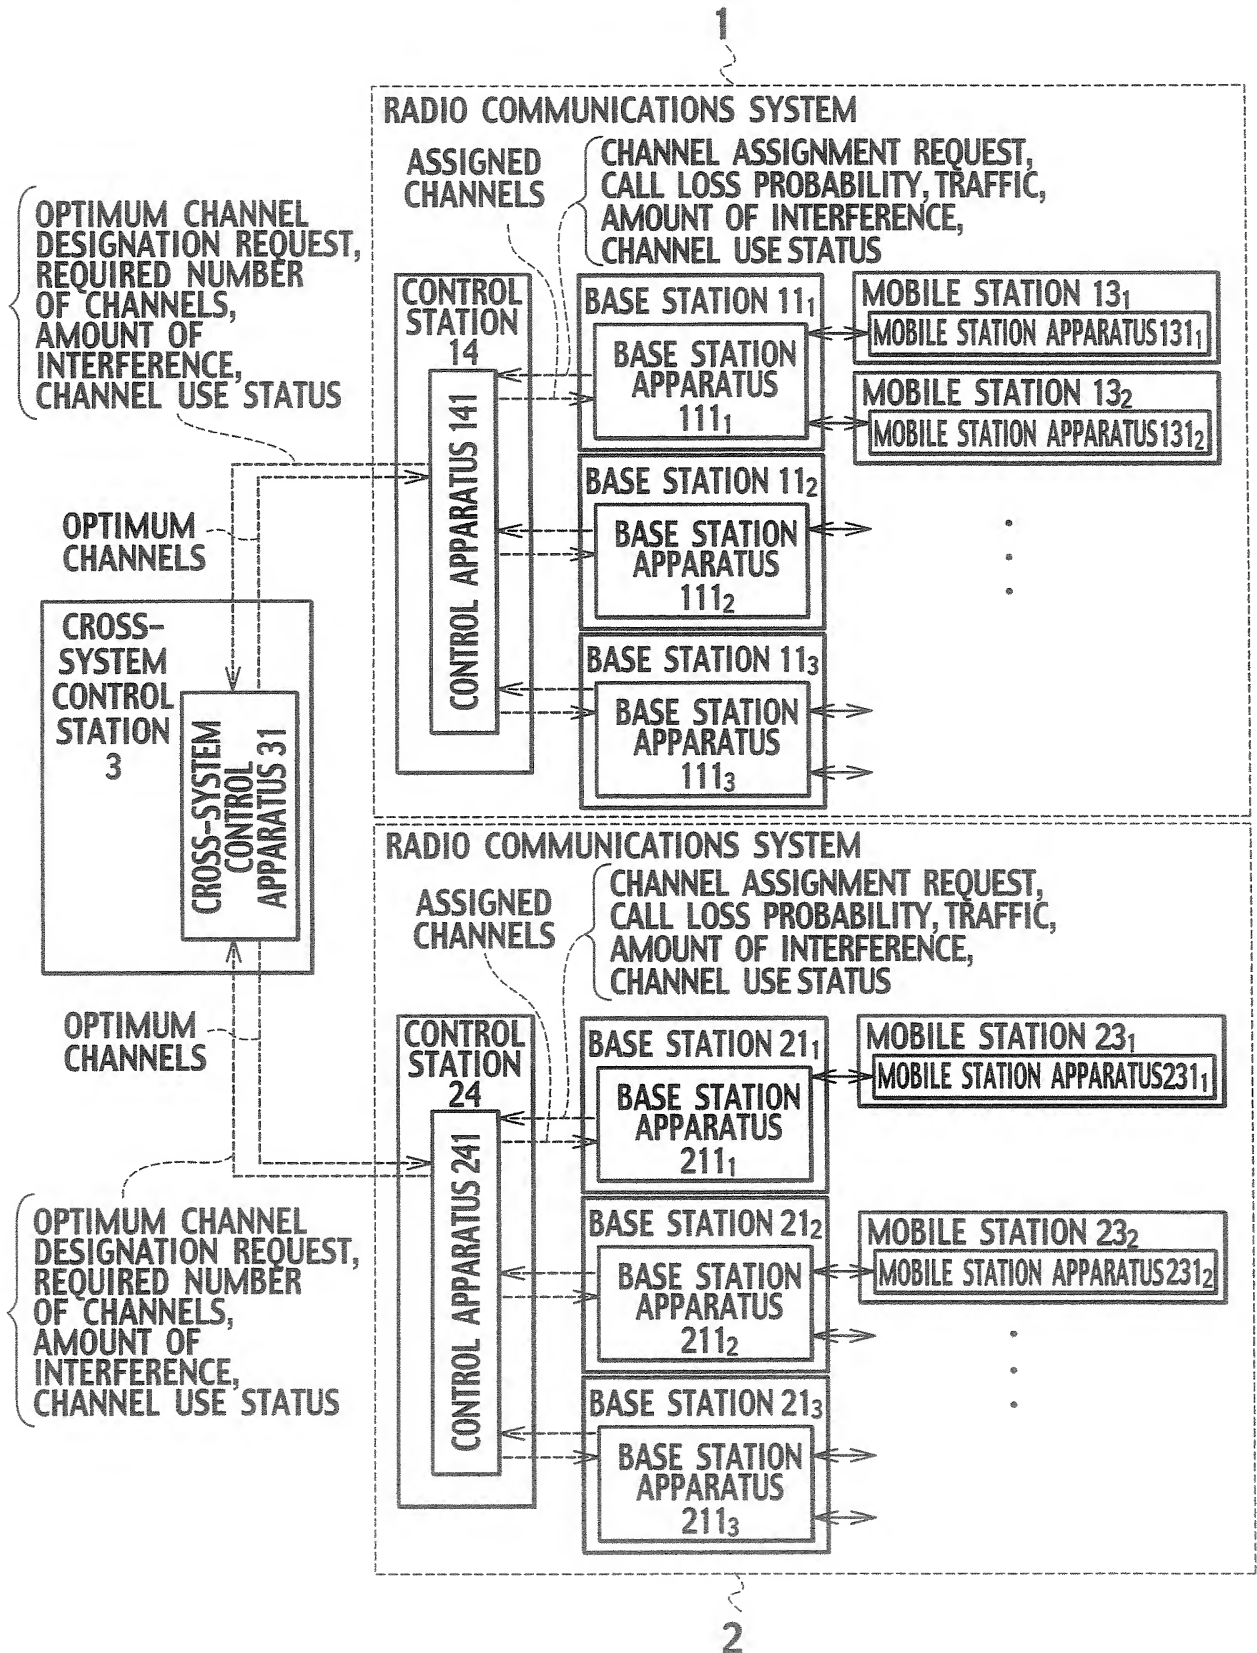 1
RADIO COMMUNICATIONS SYSTEM
ASSIGNED
CHANNELS
CHANNEL ASSIGNMENT REQUEST,
CALL LOSS PROBABILITY, TRAFFIC,
AMOUNT OF INTERFERENCE,
CHANNEL USE STATUS
OPTIMUM CHANNEL
DESIGNATION REQUEST,
REQUIRED NUMBER
OF CHANNELS,
AMOUNT OF
INTERFERENCE,
CHANNEL USE STATUS
CONTROL
STATION
14
CONTROL APPARATUS 141
BASE STATION 11₁
BASE STATION
APPARATUS
111₁
MOBILE STATION 13₁
MOBILE STATION APPARATUS131₁
MOBILE STATION 13₂
MOBILE STATION APPARATUS131₂
BASE STATION 11₂
BASE STATION
APPARATUS
111₂
BASE STATION 11₃
BASE STATION
APPARATUS
111₃
OPTIMUM
CHANNELS
CROSS-
SYSTEM
CONTROL
STATION
3
CROSS-SYSTEM
CONTROL
APPARATUS 31
RADIO COMMUNICATIONS SYSTEM
ASSIGNED
CHANNELS
CHANNEL ASSIGNMENT REQUEST,
CALL LOSS PROBABILITY, TRAFFIC,
AMOUNT OF INTERFERENCE,
CHANNEL USE STATUS
OPTIMUM
CHANNELS
CONTROL
STATION
24
CONTROL APPARATUS 241
BASE STATION 21₁
BASE STATION
APPARATUS
211₁
MOBILE STATION 23₁
MOBILE STATION APPARATUS231₁
BASE STATION 21₂
BASE STATION
APPARATUS
211₂
MOBILE STATION 23₂
MOBILE STATION APPARATUS231₂
BASE STATION 21₃
BASE STATION
APPARATUS
211₃
OPTIMUM CHANNEL
DESIGNATION REQUEST,
REQUIRED NUMBER
OF CHANNELS,
AMOUNT OF
INTERFERENCE,
CHANNEL USE STATUS
2